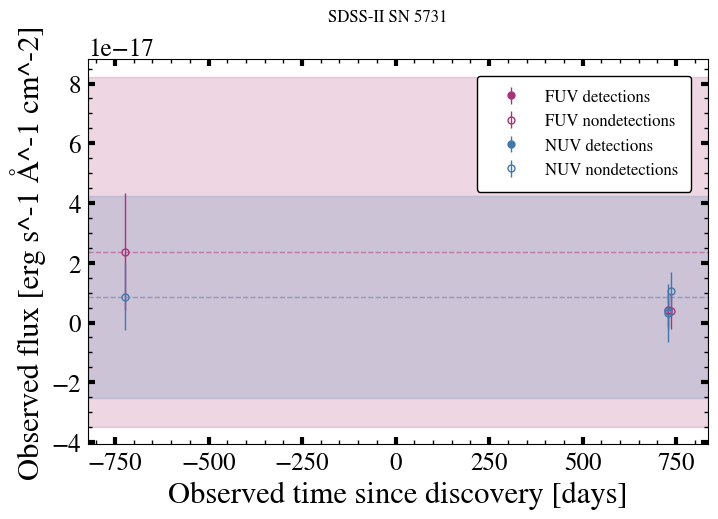 SDSS-II SN 5731
1e−17
Observed flux [erg s^-1 Å^-1 cm^-2]
8
6
4
2
0
−2
−4
FUV detections
FUV nondetections
NUV detections
NUV nondetections
−750 −500 −250 0 250 500 750
Observed time since discovery [days]